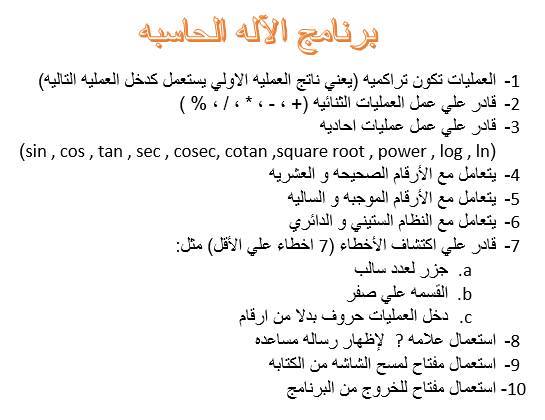 برنامج الآله الحاسبه
1- العمليات تكون تراكميه (يعني ناتج العمليه الاولي يستعمل كدخل العمليه التاليه)
2- قادر علي عمل العمليات الثنائيه (+ ، - ، * ، / ، % )
3- قادر علي عمل عمليات احاديه
(sin , cos , tan , sec , cosec, cotan ,square root , power , log , ln)
4- يتعامل مع الأرقام الصحيحه و العشريه
5- يتعامل مع الأرقام الموجبه و الساليه
6- يتعامل مع النظام الستيني و الدائري
7- قادر علي اكتشاف الأخطاء (7 اخطاء علي الأقل) مثل:
a. جزر لعدد سالب
b. القسمه علي صفر
c. دخل العمليات حروف بدلا من ارقام
8- استعمال علامه ? لإظهار رساله مساعده
9- استعمال مفتاح لمسح الشاشه من الكتابه
10- استعمال مفتاح للخروج من البرنامج